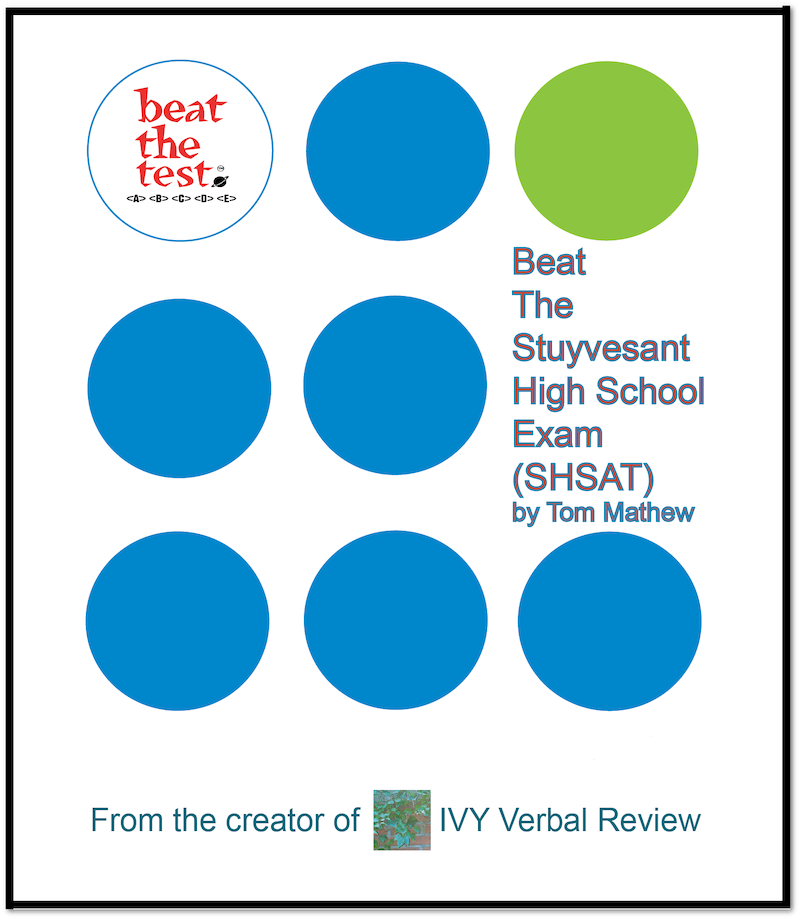 beat
the
test.
<A> <B> <C> <D> <E>
Beat
The
Stuyvesant
High School
Exam
(SHSAT)
by Tom Mathew
From the creator of IVY Verbal Review